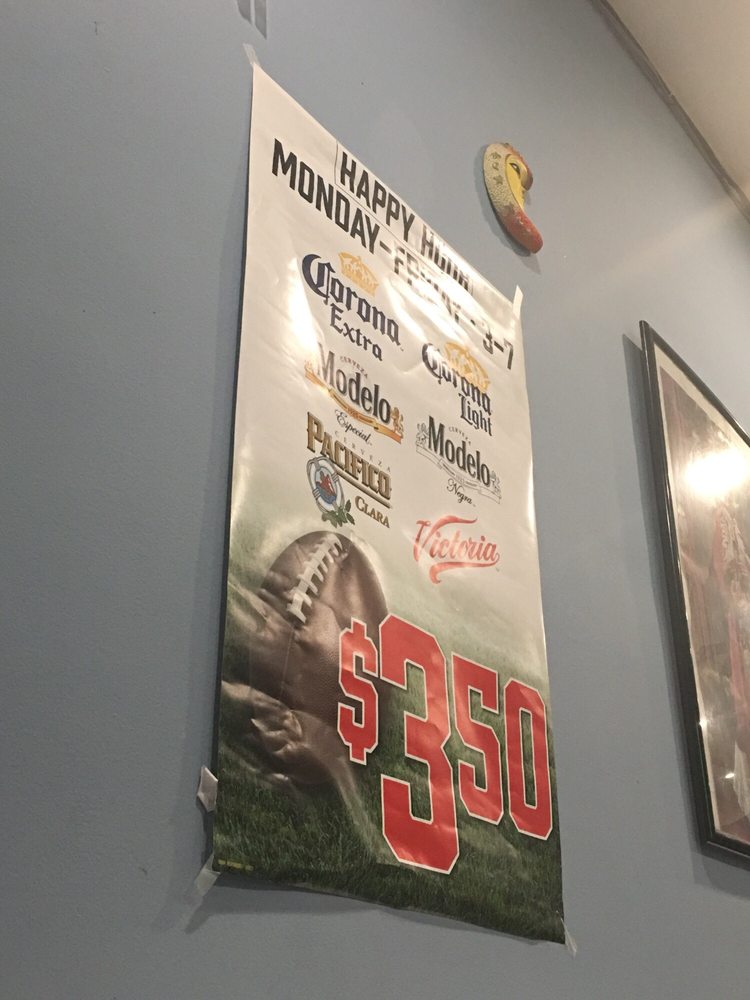 HAPPY HOUR
MONDAY-FRIDAY - 3-7
Corona
Extra
Corona
Light
CERVEZA
Modelo
Especial
CERVEZA
Modelo
Negra
PACIFICO
CERVEZA
CLARA
Victoria
$350